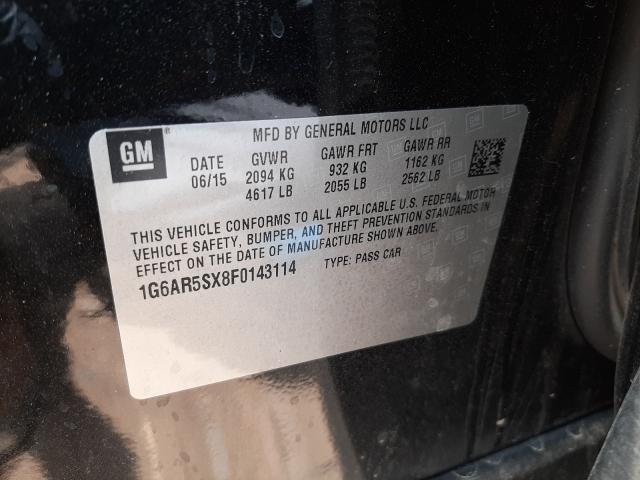 MFD BY GENERAL MOTORS LLC
GM®
DATE GVWR GAWR FRT GAWR RR
06/15 2094 KG 932 KG 1162 KG
4617 LB 2055 LB 2562 LB
THIS VEHICLE CONFORMS TO ALL APPLICABLE U.S. FEDERAL MOTOR
VEHICLE SAFETY, BUMPER, AND THEFT PREVENTION STANDARDS IN
EFFECT ON THE DATE OF MANUFACTURE SHOWN ABOVE.
1G6AR5SX8F0143114 TYPE: PASS CAR